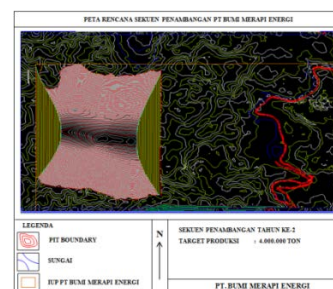 PETA RENCANA SEKUEN PENAMBANGAN PT BUMI MERAPI ENERGI
LEGENDA
PIT BOUNDARY
SUNGAI
IUP PT BUMI MERAPI ENERGI
N
SEKUEN PENAMBANGAN TAHUN KE-2
TARGET PRODUKSI : 4.000.000 TON
PT. BUMI MERAPI ENERGI